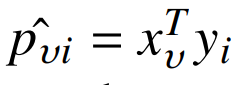 $\hat{p_{\upsilon i}} = x_{\upsilon}^{T} y_i$